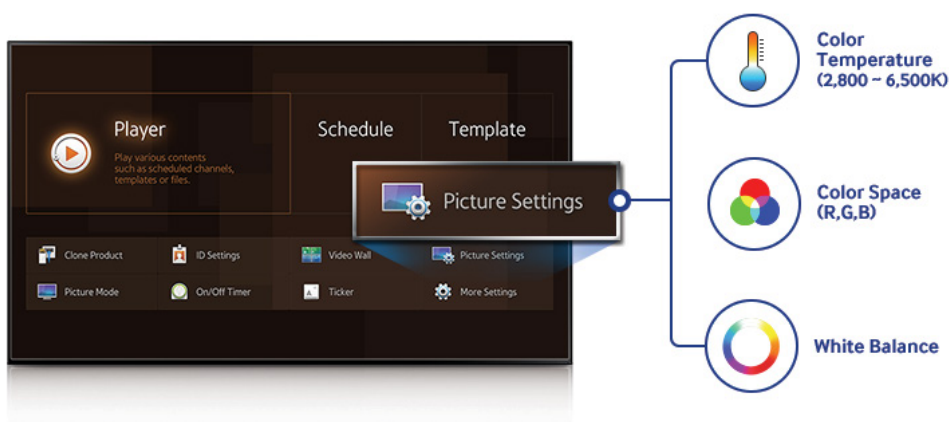 Player
Play various contents
such as scheduled channels,
templates or files.
Schedule
Template
Picture Settings
Clone Product
ID Settings
Video Wall
Picture Settings
Picture Mode
On/Off Timer
A
Ticker
More Settings
Color
Temperature
(2,800 ~ 6,500K)
Color Space
(R,G,B)
White Balance